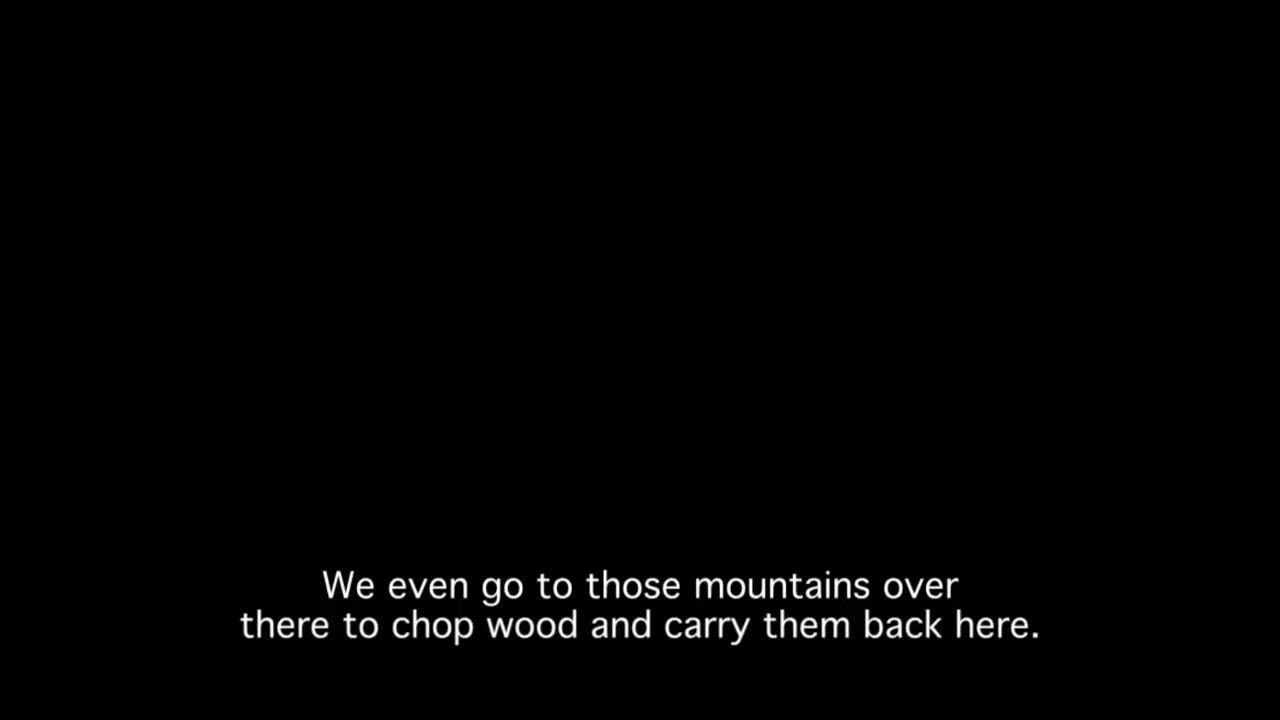 We even go to those mountains over
there to chop wood and carry them back here.